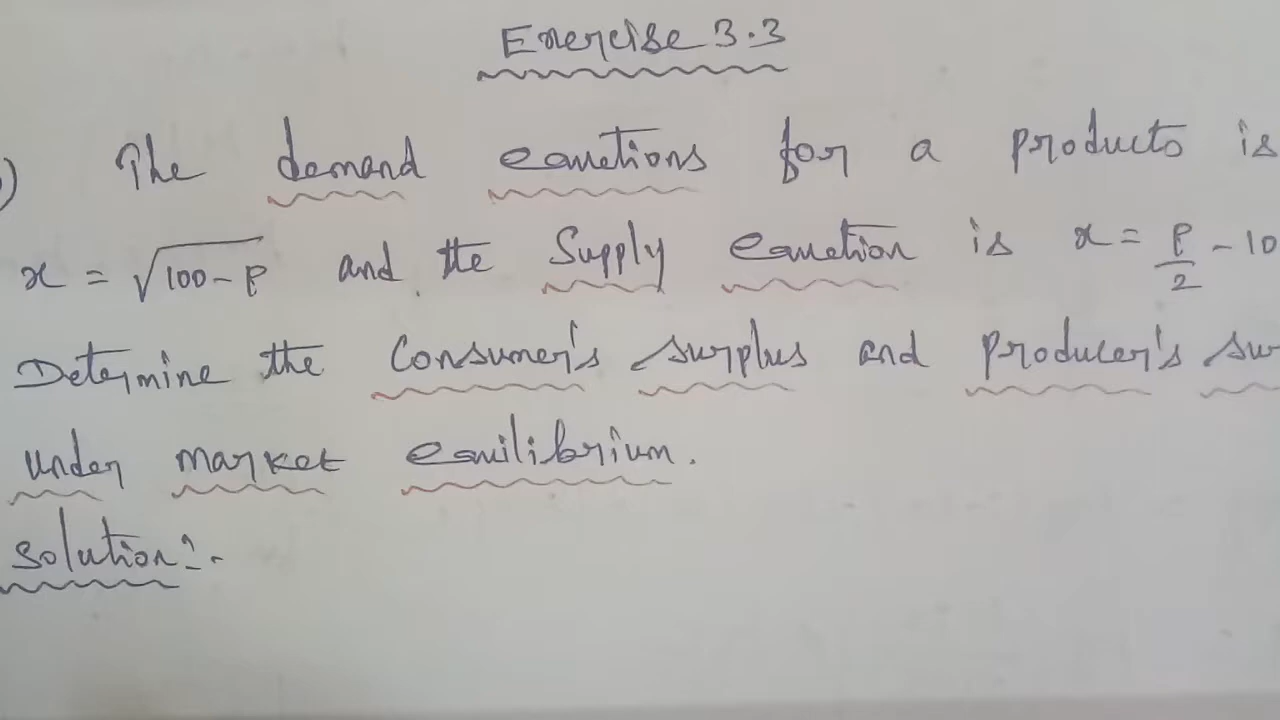 Exercise 3.3
) The demand equations for a products is
x = √100-p and the supply equation is x = p/2 - 10
Determine the consumer's surplus and producer's sur
under market equilibrium.
solution:-